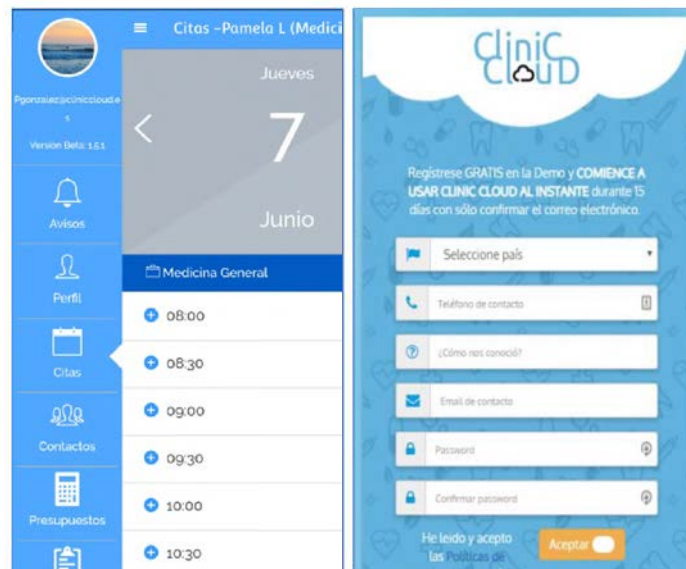 Citas -Pamela L (Medici
Jueves
7
Junio
Pgonzalez@cliniccloud.e
s
Version Beta: 1.5.1
Avisos
Perfil
Citas
Contactos
Presupuestos
Medicina General
08:00
08:30
09:00
09:30
10:00
10:30
CliniC
ClouD
Regístrese GRATIS en la Demo y COMIENCE A
USAR CLINIC CLOUD AL INSTANTE durante 15
días con sólo confirmar el correo electrónico.
Seleccione país
Teléfono de contacto
¿Cómo nos conoció?
Email de contacto
Password
Confirmar password
He leido y acepto
las Políticas de
Aceptar